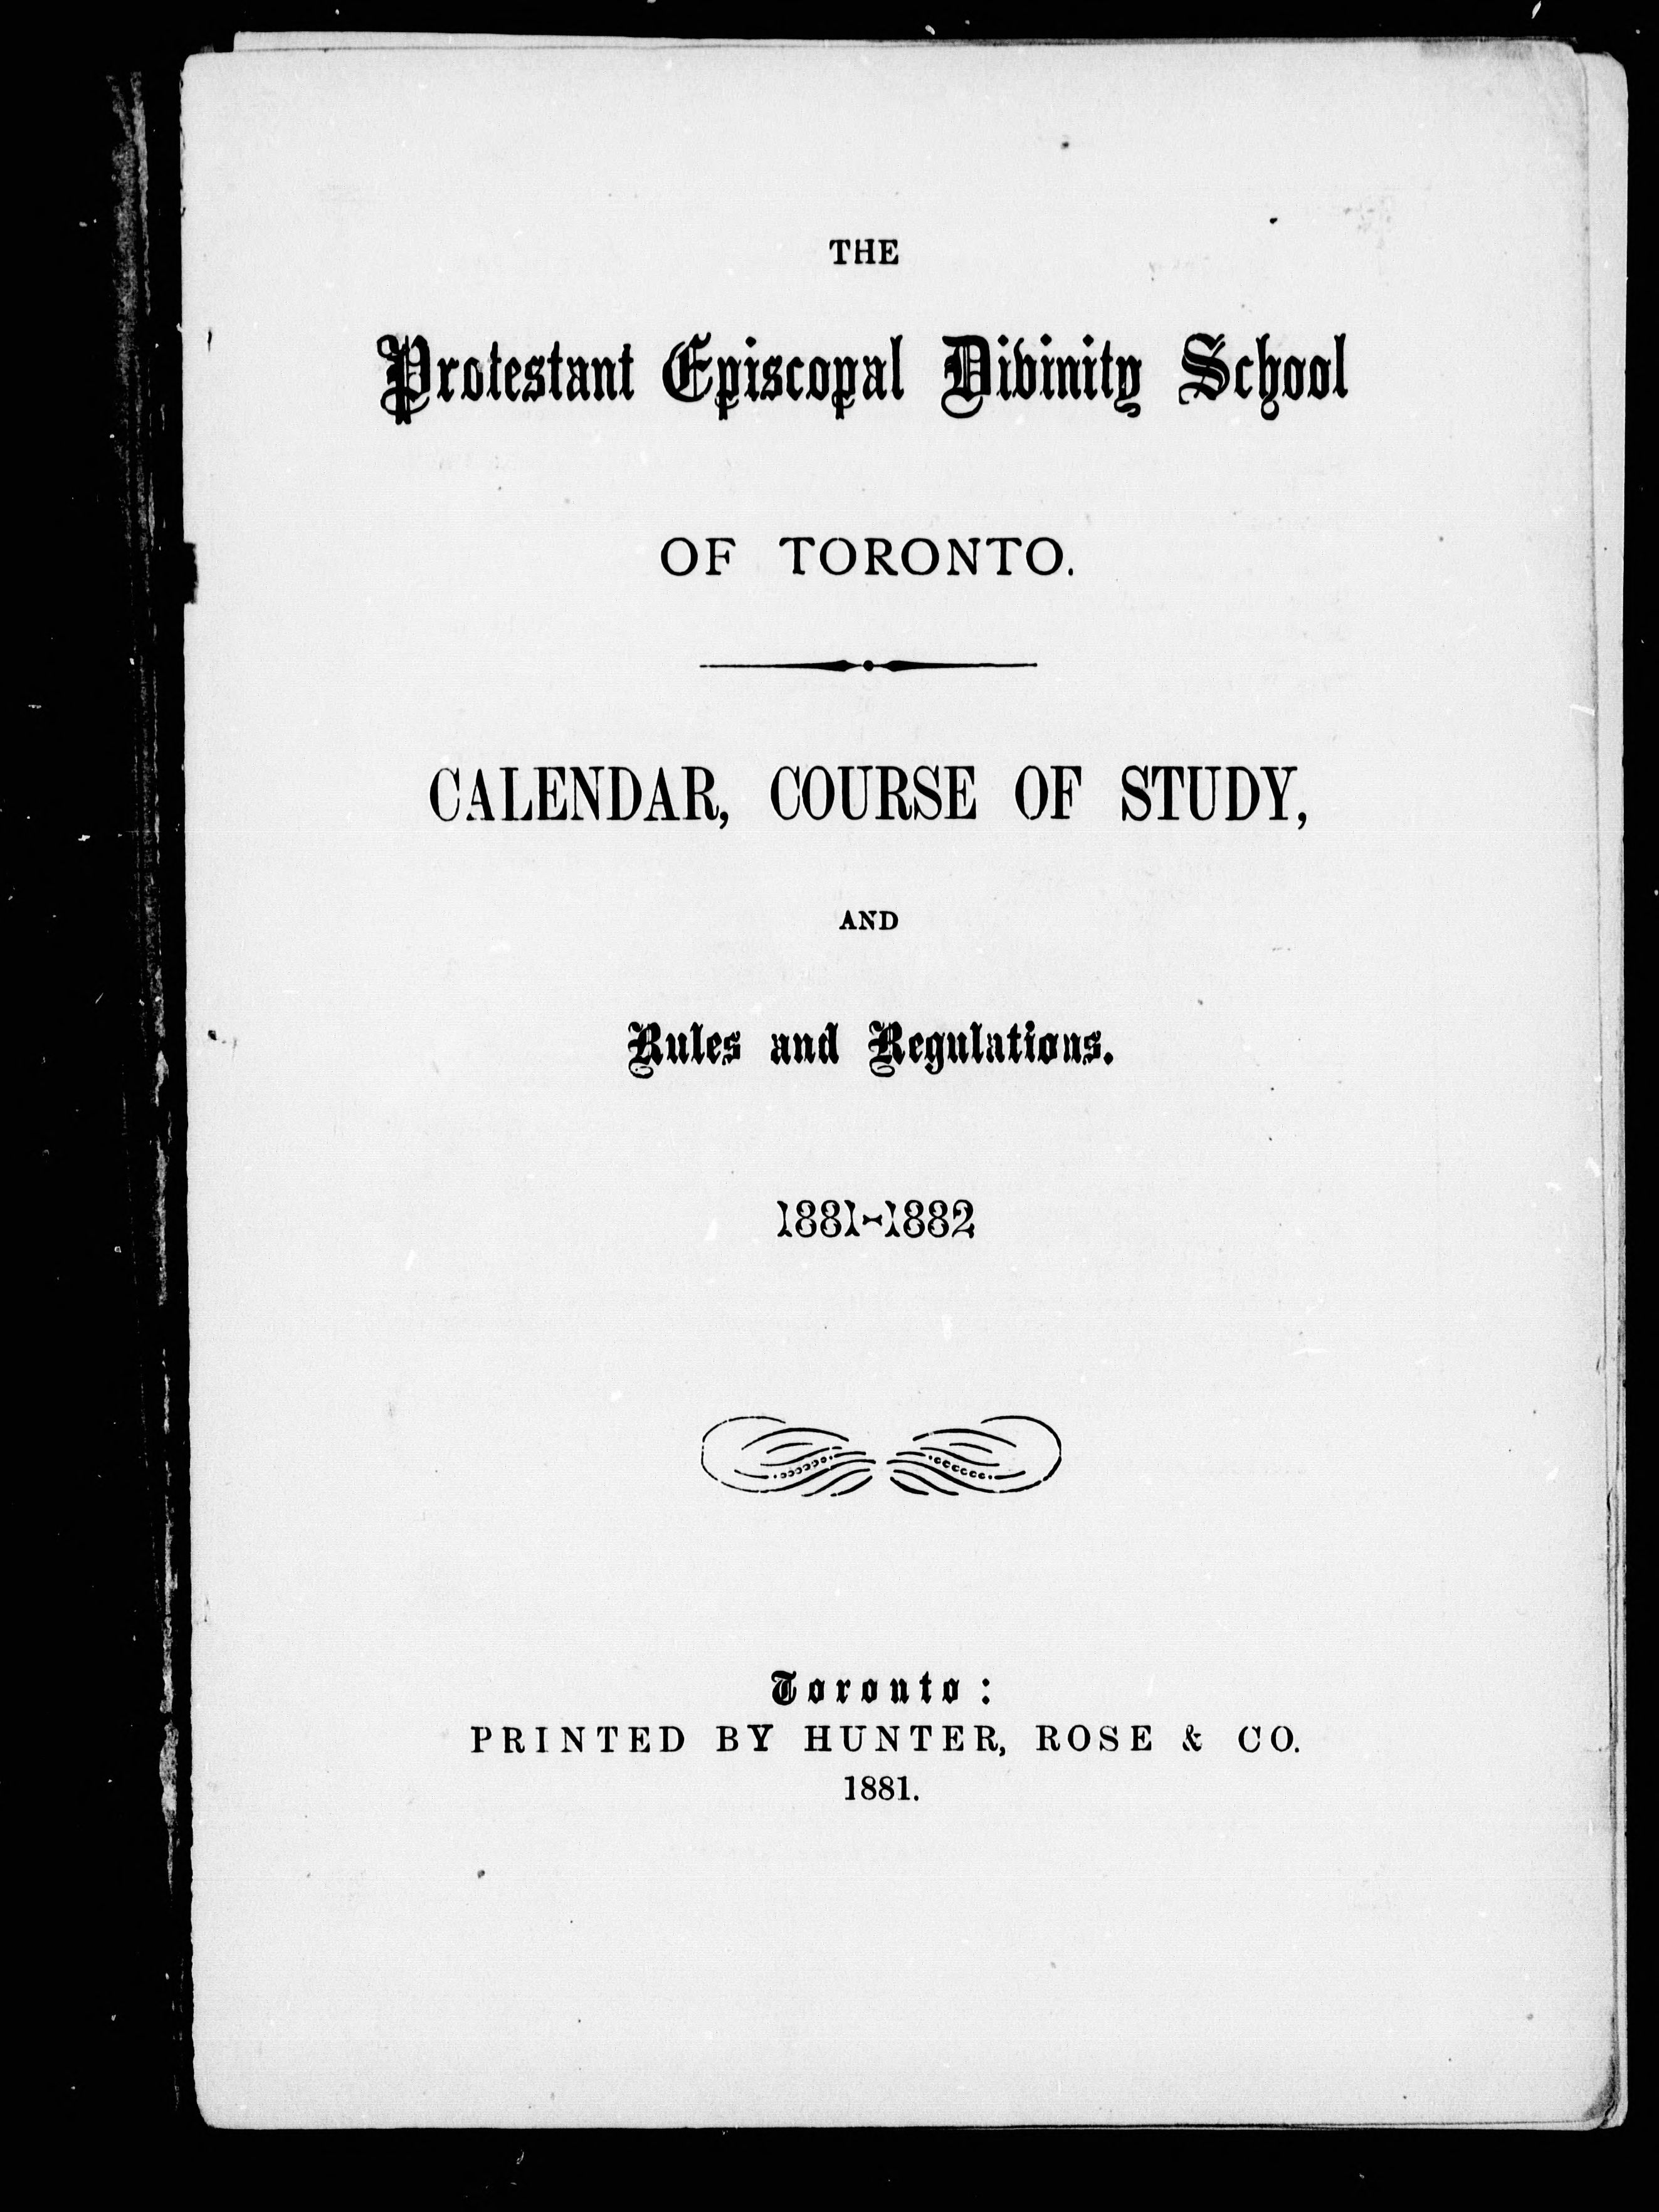 THE
Protestant Episcopal Divinity School
OF TORONTO.
CALENDAR, COURSE OF STUDY,
AND
Rules and Regulations.
1881-1882
Toronto:
PRINTED BY HUNTER, ROSE & CO.
1881.